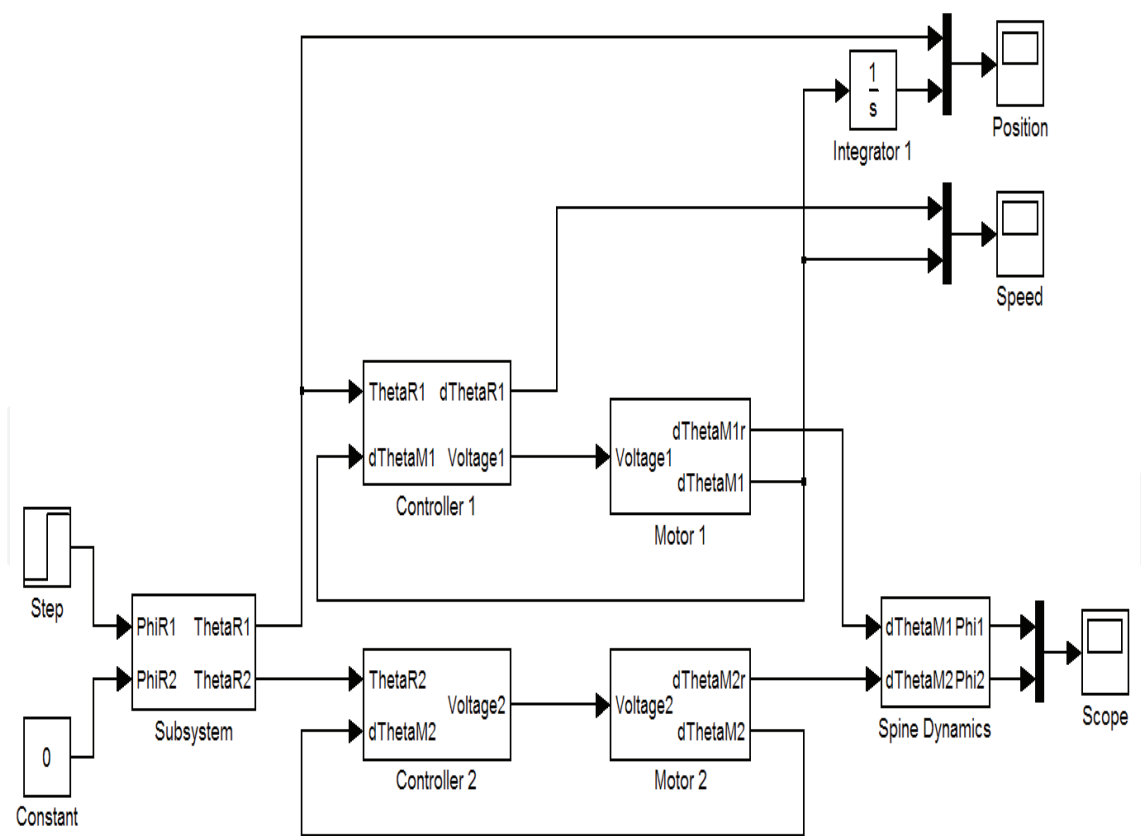 1
s
Integrator 1
Position
Speed
ThetaR1 dThetaR1
dThetaM1 Voltage1
Controller 1
dThetaM1r
Voltage1
dThetaM1
Motor 1
Step
PhiR1 ThetaR1
PhiR2 ThetaR2
Subsystem
0
Constant
ThetaR2
Voltage2
dThetaM2
Controller 2
dThetaM2r
Voltage2
dThetaM2
Motor 2
dThetaM1 Phi1
dThetaM2 Phi2
Spine Dynamics
Scope